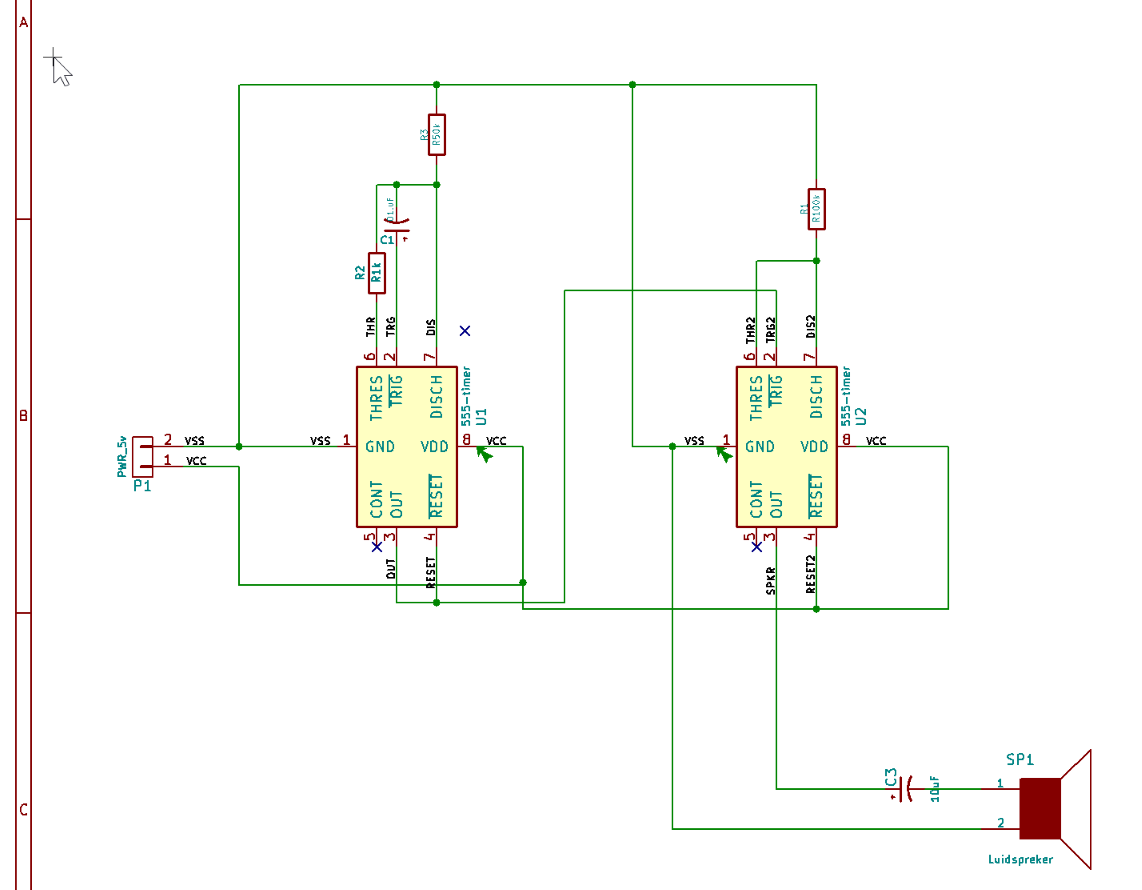 A
R3
R50k
R1
R100k
C1
R2
R1k
THR
TRG
DIS
THR2
TRG2
DIS2
6
2
7
6
2
7
THRES
TRIG
DISCH
555-timer
U1
THRES
TRIG
DISCH
555-timer
U2
B
PWR_5v
P1
2
VSS
1
VCC
VSS
1
GND
VDD
8
VCC
VSS
1
GND
VDD
8
VCC
CONT
OUT
RESET
CONT
OUT
RESET
5
3
4
5
3
4
OUT
RESET
SPKR
RESET2
C
C3
10uF
SP1
1
2
Luidspreker